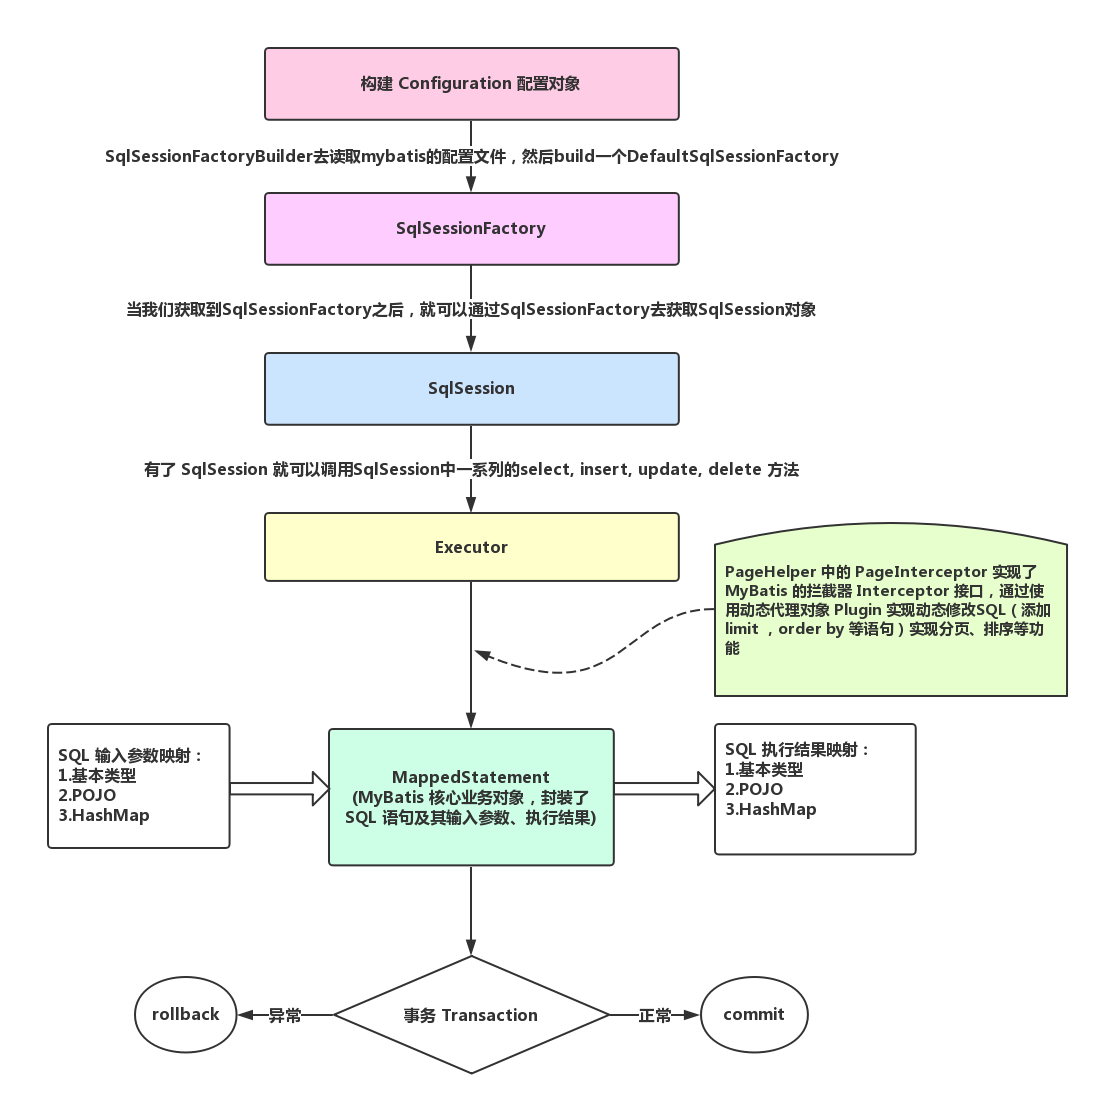 构建 Configuration 配置对象
SqlSessionFactoryBuilder去读取mybatis的配置文件，然后build一个DefaultSqlSessionFactory
SqlSessionFactory
当我们获取到SqlSessionFactory之后，就可以通过SqlSessionFactory去获取SqlSession对象
SqlSession
有了 SqlSession 就可以调用SqlSession中一系列的select, insert, update, delete 方法
Executor
PageHelper 中的 PageInterceptor 实现了
MyBatis 的拦截器 Interceptor 接口，通过使
用动态代理对象 Plugin 实现动态修改SQL（添加
limit ，order by 等语句）实现分页、排序等功
能
SQL 输入参数映射：
1.基本类型
2.POJO
3.HashMap
MappedStatement
(MyBatis 核心业务对象，封装了
SQL 语句及其输入参数、执行结果)
SQL 执行结果映射：
1.基本类型
2.POJO
3.HashMap
rollback
异常
事务 Transaction
正常
commit